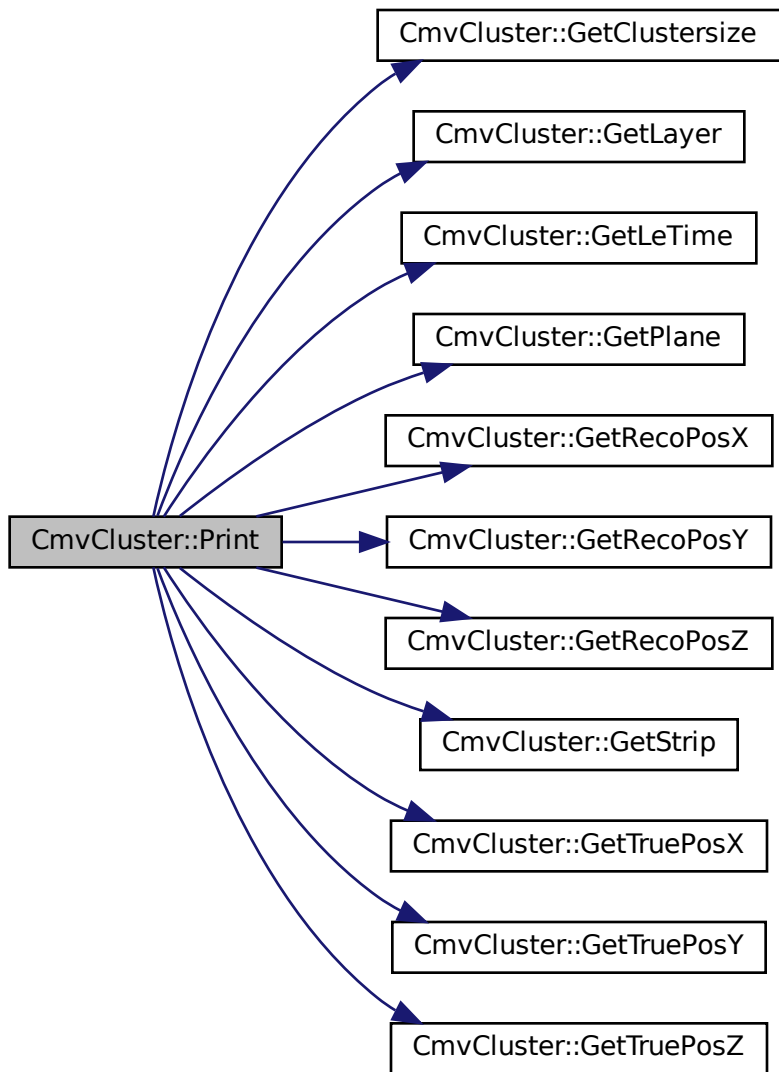 CmvCluster::GetClustersize
CmvCluster::GetLayer
CmvCluster::GetLeTime
CmvCluster::GetPlane
CmvCluster::GetRecoPosX
CmvCluster::Print
CmvCluster::GetRecoPosY
CmvCluster::GetRecoPosZ
CmvCluster::GetStrip
CmvCluster::GetTruePosX
CmvCluster::GetTruePosY
CmvCluster::GetTruePosZ